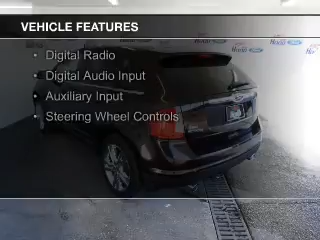 VEHICLE FEATURES
• Digital Radio
• Digital Audio Input
• Auxiliary Input
• Steering Wheel Controls